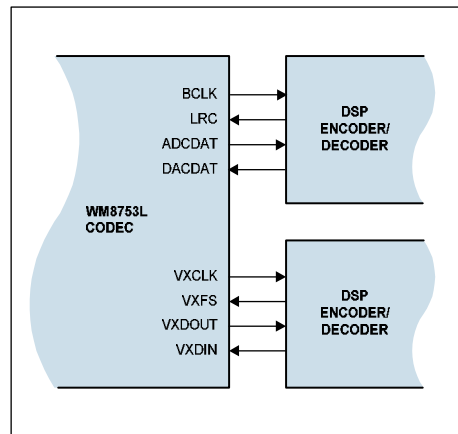 BCLK
LRC
ADCDAT
DACDAT
DSP
ENCODER/
DECODER
WM8753L
CODEC
VXCLK
VXFS
VXDOUT
VXDIN
DSP
ENCODER/
DECODER